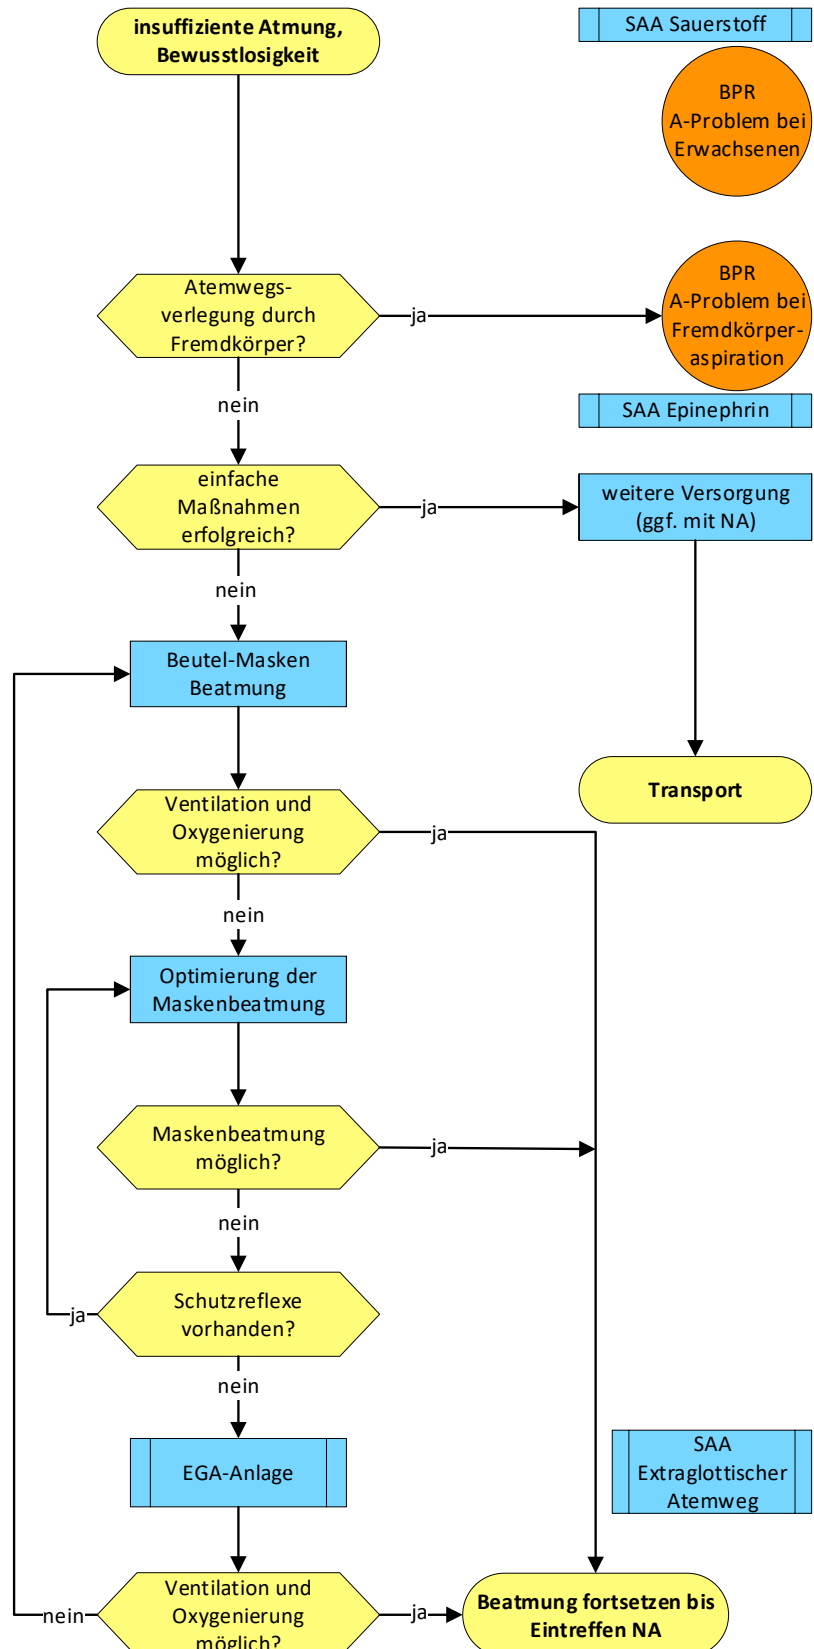 insuffiziente Atmung,
Bewusstlosigkeit
SAA Sauerstoff
BPR
A-Problem bei
Erwachsenen
Atemwegs-
verlegung durch
Fremdkörper?
ja
BPR
A-Problem bei
Fremdkörper-
aspiration
nein
SAA Epinephrin
einfache
Maßnahmen
erfolgreich?
ja
weitere Versorgung
(ggf. mit NA)
nein
Beutel-Masken
Beatmung
Transport
Ventilation und
Oxygenierung
möglich?
ja
nein
Optimierung der
Maskenbeatmung
Maskenbeatmung
möglich?
ja
nein
Schutzreflexe
vorhanden?
ja
nein
EGA-Anlage
SAA
Extraglottischer
Atemweg
Ventilation und
Oxygenierung
möglich?
nein
ja
Beatmung fortsetzen bis
Eintreffen NA